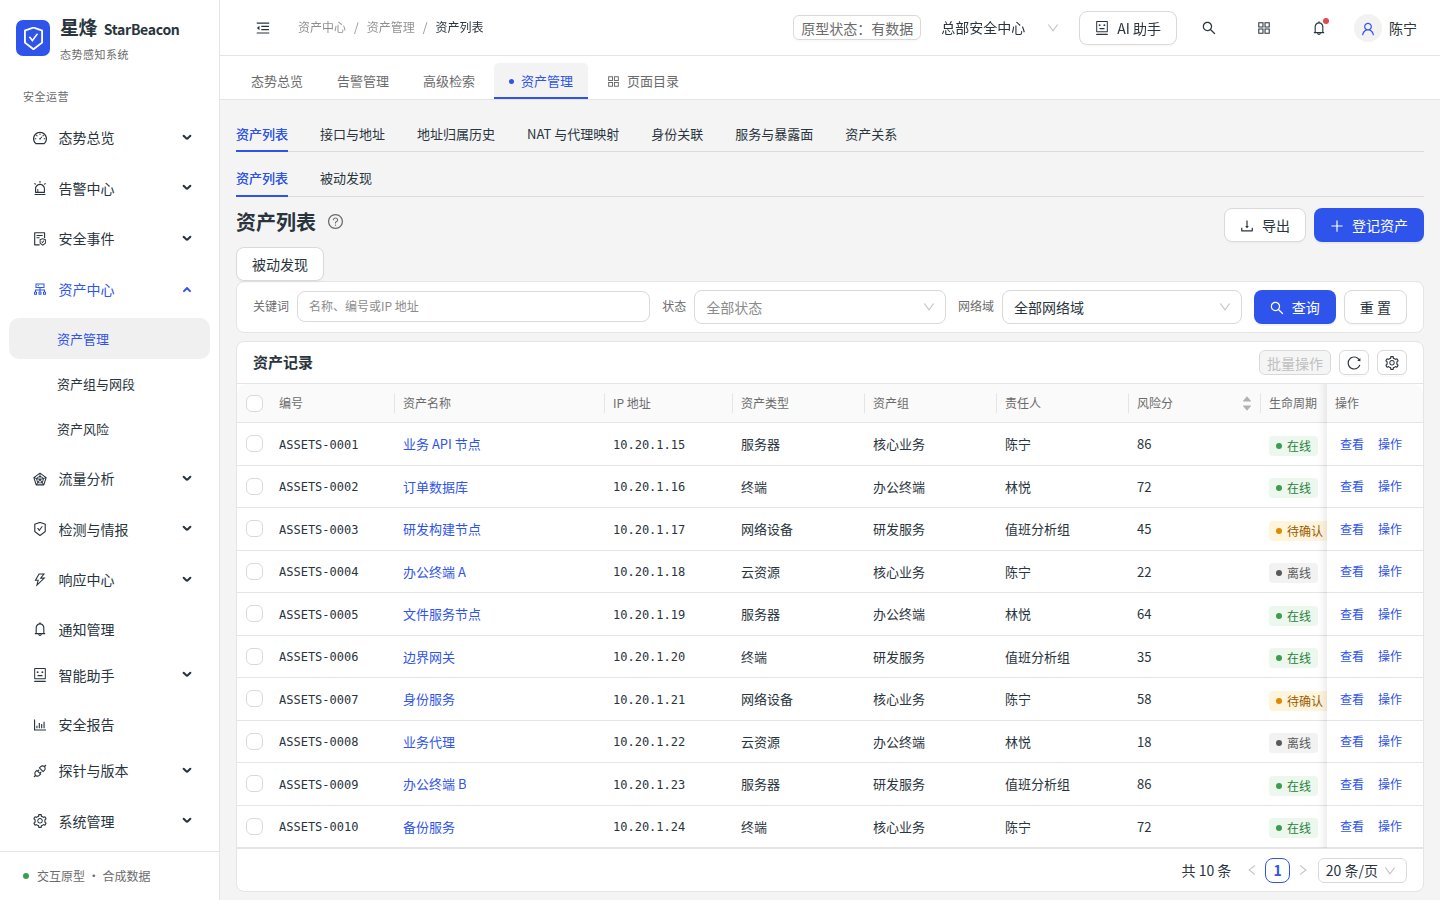 星烽 StarBeacon
态势感知系统
安全运营
态势总览
告警中心
安全事件
资产中心
资产管理
资产组与网段
资产风险
流量分析
检测与情报
响应中心
通知管理
智能助手
安全报告
探针与版本
系统管理
交互原型 · 合成数据
资产中心 / 资产管理 / 资产列表
原型状态：有数据
总部安全中心
AI 助手
陈宁
态势总览 告警管理 高级检索 资产管理 页面目录
资产列表 接口与地址 地址归属历史 NAT 与代理映射 身份关联 服务与暴露面 资产关系
资产列表 被动发现
资产列表
导出 登记资产
被动发现
关键词 名称、编号或IP 地址 状态 全部状态 网络域 全部网络域 查询 重 置
资产记录 批量操作
编号 资产名称 IP 地址 资产类型 资产组 责任人 风险分 生命周期 操作
ASSETS-0001 业务 API 节点 10.20.1.15 服务器 核心业务 陈宁 86 在线 查看 操作
ASSETS-0002 订单数据库 10.20.1.16 终端 办公终端 林悦 72 在线 查看 操作
ASSETS-0003 研发构建节点 10.20.1.17 网络设备 研发服务 值班分析组 45 待确认 查看 操作
ASSETS-0004 办公终端 A 10.20.1.18 云资源 核心业务 陈宁 22 离线 查看 操作
ASSETS-0005 文件服务节点 10.20.1.19 服务器 办公终端 林悦 64 在线 查看 操作
ASSETS-0006 边界网关 10.20.1.20 终端 研发服务 值班分析组 35 在线 查看 操作
ASSETS-0007 身份服务 10.20.1.21 网络设备 核心业务 陈宁 58 待确认 查看 操作
ASSETS-0008 业务代理 10.20.1.22 云资源 办公终端 林悦 18 离线 查看 操作
ASSETS-0009 办公终端 B 10.20.1.23 服务器 研发服务 值班分析组 86 在线 查看 操作
ASSETS-0010 备份服务 10.20.1.24 终端 核心业务 陈宁 72 在线 查看 操作
共 10 条 1 20 条/页